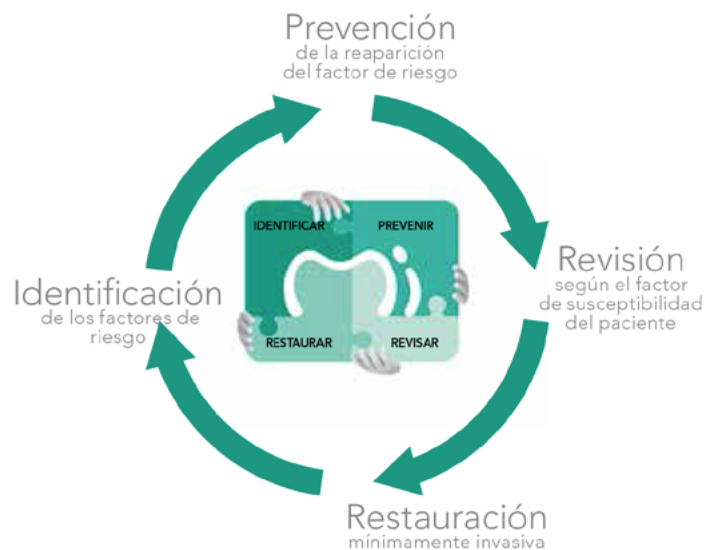 Prevención
de la reaparición
del factor de riesgo
IDENTIFICAR
PREVENIR
Revisión
según el factor
de susceptibilidad
del paciente
Identificación
de los factores de
riesgo
RESTAURAR
REVISAR
Restauración
mínimamente invasiva